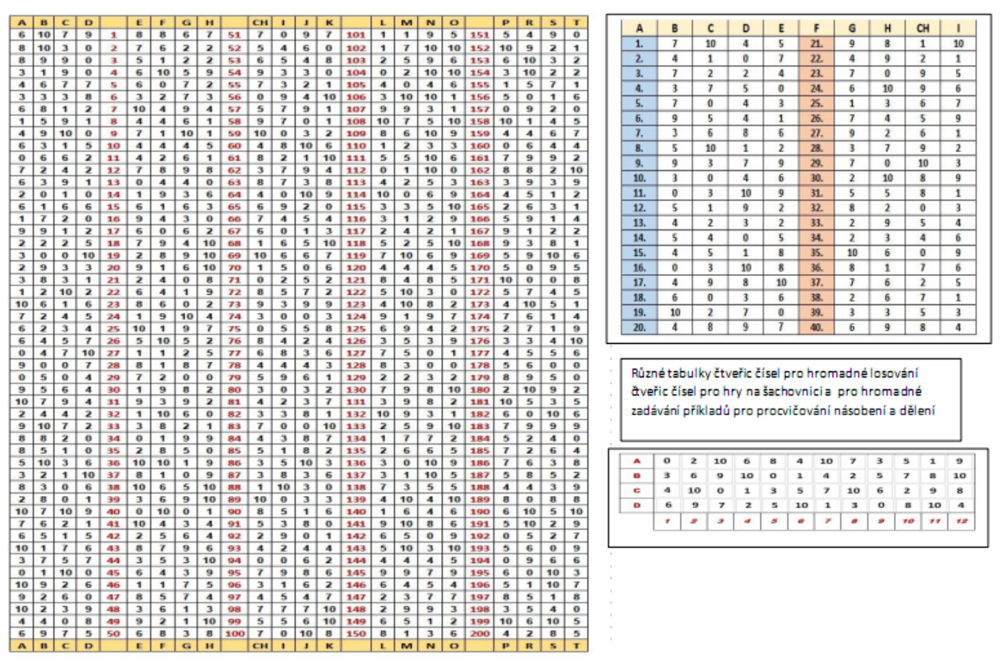 A B C D E F G H CH I J K L M N O P R S T
6 10 7 9 1 8 8 6 7 51 7 0 9 7 101 1 1 9 5 151 5 4 9 0
8 10 3 0 2 7 6 2 2 52 5 4 6 0 102 1 7 10 10 152 10 9 2 1
8 9 9 0 3 5 1 2 2 53 6 5 4 8 103 2 5 9 6 153 6 10 3 2
3 1 9 0 4 6 10 5 9 54 9 3 3 0 104 0 2 10 10 154 3 10 2 2
4 6 7 7 5 6 0 7 2 55 7 3 2 1 105 4 0 4 6 155 1 5 7 1
3 3 3 8 6 3 2 7 3 56 0 9 4 10 106 3 10 10 1 156 5 0 1 6
6 8 1 2 7 10 4 9 4 57 5 7 9 1 107 9 9 3 1 157 0 9 2 0
1 5 9 1 8 4 4 6 1 58 9 7 0 1 108 10 7 5 10 158 10 1 4 5
4 9 10 0 9 7 1 10 1 59 10 0 3 2 109 8 6 10 9 159 4 4 6 7
6 3 1 5 10 4 4 4 5 60 4 8 10 6 110 1 2 3 3 160 0 6 4 4
0 6 6 2 11 4 2 6 1 61 8 2 1 10 111 5 5 10 6 161 7 9 9 2
7 2 4 2 12 7 8 9 8 62 3 7 9 4 112 0 1 10 0 162 8 8 2 10
6 3 9 1 13 0 4 4 0 63 8 7 3 8 113 4 2 5 3 163 3 9 3 9
2 0 1 0 14 1 9 3 6 64 4 0 10 9 114 10 0 6 9 164 4 5 1 2
6 1 6 6 15 6 1 6 3 65 6 9 2 0 115 3 3 5 10 165 2 6 3 1
1 7 2 0 16 9 4 3 0 66 7 4 5 4 116 3 1 2 9 166 5 9 1 4
9 9 1 2 17 6 0 6 2 67 6 0 1 3 117 2 4 2 1 167 9 1 2 2
2 2 2 5 18 7 9 4 10 68 1 6 5 10 118 5 2 5 10 168 9 3 8 1
3 0 0 10 19 2 8 9 10 69 10 6 6 7 119 7 10 6 9 169 5 9 10 6
2 9 3 3 20 9 1 6 10 70 1 5 0 6 120 4 4 4 5 170 5 0 9 5
3 8 3 1 21 2 4 0 8 71 0 2 5 2 121 8 4 8 5 171 10 0 0 8
1 2 10 2 22 6 4 1 9 72 8 5 7 2 122 5 10 3 0 172 5 7 4 5
10 6 1 6 23 8 6 0 2 73 9 3 9 9 123 4 10 8 2 173 4 10 5 1
7 2 4 5 24 1 9 10 4 74 3 0 0 3 124 9 1 9 7 174 7 6 1 4
6 2 3 4 25 10 1 9 7 75 0 5 5 8 125 6 9 4 2 175 2 7 1 9
6 4 5 7 26 5 10 5 2 76 8 4 2 4 126 3 5 3 9 176 3 3 4 10
0 4 7 10 27 1 1 2 5 77 6 8 3 6 127 7 5 0 1 177 4 5 5 6
9 0 0 7 28 8 1 8 7 78 4 4 4 3 128 8 3 0 0 178 5 6 0 0
0 5 0 4 29 7 2 0 0 79 5 9 6 1 129 2 2 3 2 179 8 9 5 0
9 5 6 4 30 1 9 8 2 80 3 0 3 2 130 7 9 8 10 180 2 10 9 2
10 7 9 4 31 9 3 9 2 81 4 2 3 7 131 3 9 8 2 181 10 5 3 5
2 4 4 2 32 1 10 6 0 82 3 3 8 1 132 10 9 3 1 182 6 0 10 6
9 10 7 2 33 3 8 2 1 83 7 0 0 10 133 2 5 9 10 183 7 9 9 9
8 8 2 0 34 0 1 9 9 84 4 3 8 7 134 1 7 7 2 184 5 2 4 0
8 5 1 0 35 2 8 5 0 85 5 1 8 2 135 2 6 6 5 185 7 2 6 4
5 10 3 6 36 10 10 1 9 86 3 5 10 3 136 3 0 10 9 186 7 6 3 8
3 2 1 10 37 8 1 0 9 87 3 8 3 6 137 3 1 10 5 187 5 8 5 2
8 3 0 6 38 10 6 5 10 88 1 10 3 0 138 7 3 5 5 188 4 4 3 9
2 8 0 1 39 3 6 9 10 89 10 0 3 3 139 4 10 4 10 189 8 0 8 8
10 7 10 9 40 0 10 0 1 90 8 5 1 6 140 1 6 4 6 190 6 10 5 10
7 6 2 1 41 10 4 3 4 91 5 3 8 0 141 9 10 8 6 191 5 10 2 9
6 5 1 5 42 2 5 6 4 92 2 9 0 1 142 6 5 0 9 192 0 5 2 7
10 1 7 6 43 8 7 9 6 93 4 2 4 4 143 5 10 3 10 193 5 6 0 9
3 7 5 7 44 3 5 3 10 94 0 0 6 2 144 4 4 4 5 194 0 9 6 6
0 1 10 0 45 6 4 3 9 95 7 9 8 6 145 9 9 7 9 195 6 0 10 3
10 9 2 6 46 1 1 7 5 96 3 1 6 2 146 6 4 5 4 196 5 1 10 7
9 2 6 0 47 8 5 7 4 97 4 5 4 7 147 2 3 7 7 197 8 5 1 8
10 2 3 9 48 3 6 1 3 98 7 7 7 10 148 2 9 9 3 198 3 5 4 0
4 4 0 8 49 9 2 1 10 99 5 5 6 10 149 6 5 1 2 199 10 6 10 5
6 9 7 5 50 6 8 3 8 100 7 0 10 8 150 8 1 3 6 200 4 2 8 5
A B C D E F G H CH I J K L M N O P R S T
A B C D E F G H CH I
1. 7 10 4 5 21. 9 8 1 10
2. 4 1 0 7 22. 4 9 2 1
3. 7 2 2 4 23. 7 0 9 5
4. 3 7 5 0 24. 6 10 9 6
5. 7 0 4 3 25. 1 3 6 7
6. 9 5 4 1 26. 7 4 5 9
7. 3 6 8 6 27. 9 2 6 1
8. 5 10 1 2 28. 3 7 9 2
9. 9 3 7 9 29. 7 0 10 3
10. 3 0 4 6 30. 2 10 8 9
11. 0 3 10 9 31. 5 5 8 1
12. 5 1 9 2 32. 8 2 0 3
13. 4 2 3 2 33. 2 9 5 4
14. 5 4 0 5 34. 2 3 4 6
15. 4 5 1 8 35. 10 6 0 9
16. 0 3 10 8 36. 8 1 7 6
17. 4 9 8 10 37. 7 6 2 5
18. 6 0 3 6 38. 2 6 7 1
19. 10 2 7 0 39. 3 3 5 3
20. 4 8 9 7 40. 6 9 8 4
Různé tabulky čtveřic čísel pro hromadné losování
čtveřic čísel pro hry na šachovnici a pro hromadné
zadávání příkladů pro procvičování násobení a dělení
A 0 2 10 6 8 4 10 7 3 5 1 9
B 3 6 9 10 0 1 4 2 5 7 8 10
C 4 10 0 1 3 5 7 10 6 2 9 8
D 6 9 7 2 5 10 1 3 0 8 10 4
1 2 3 4 5 6 7 8 9 10 11 12